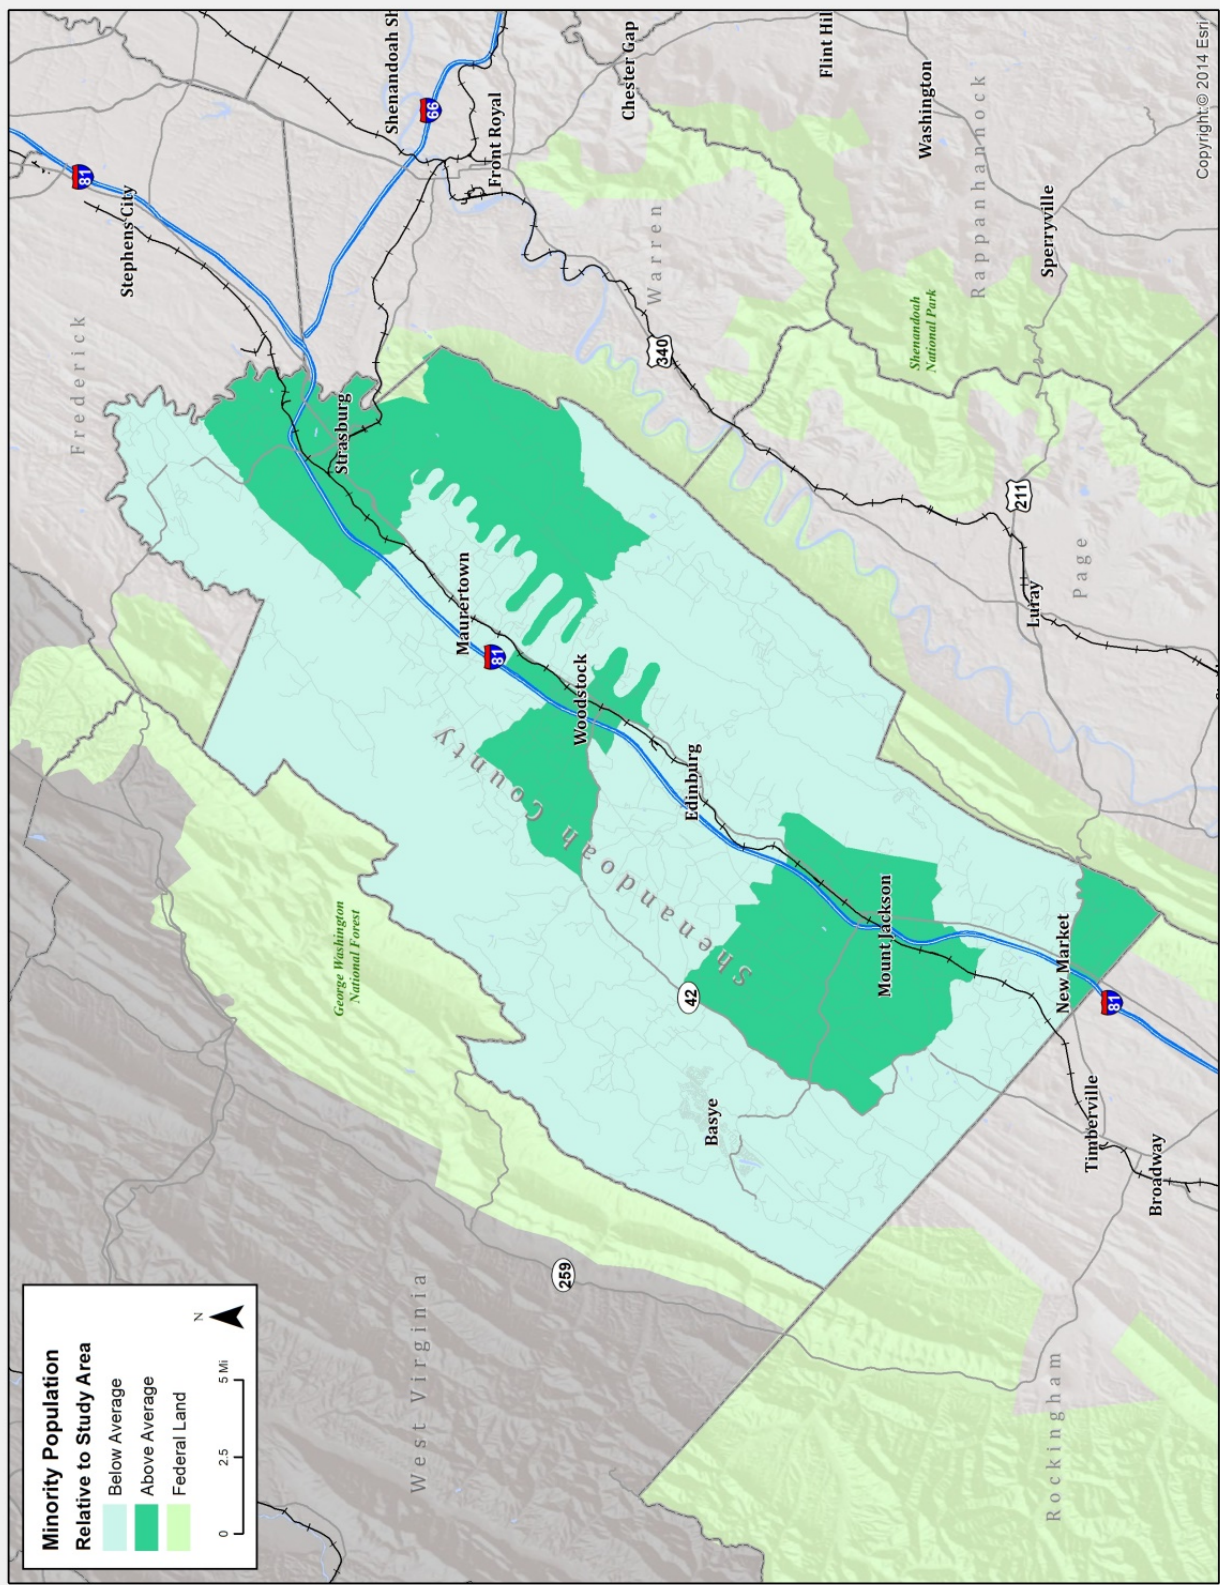 Minority Population
Relative to Study Area
Below Average
Above Average
Federal Land
0 2.5 5 Mi
N
Frederick
81
Stephens City
George Washington
National Forest
West Virginia
259
Strasburg
Shenandoah Sh
66
Front Royal
Maurertown
81
Woodstock
Shenandoah County
Edinburg
42
Basye
Chester Gap
Warren
340
Flint Hil
Mount Jackson
Washington
Shenandoah
National Park
Rappahannock
Sperryville
211
Luray
Page
New Market
81
Timberville
Broadway
Rockingham
Copyright:© 2014 Esri